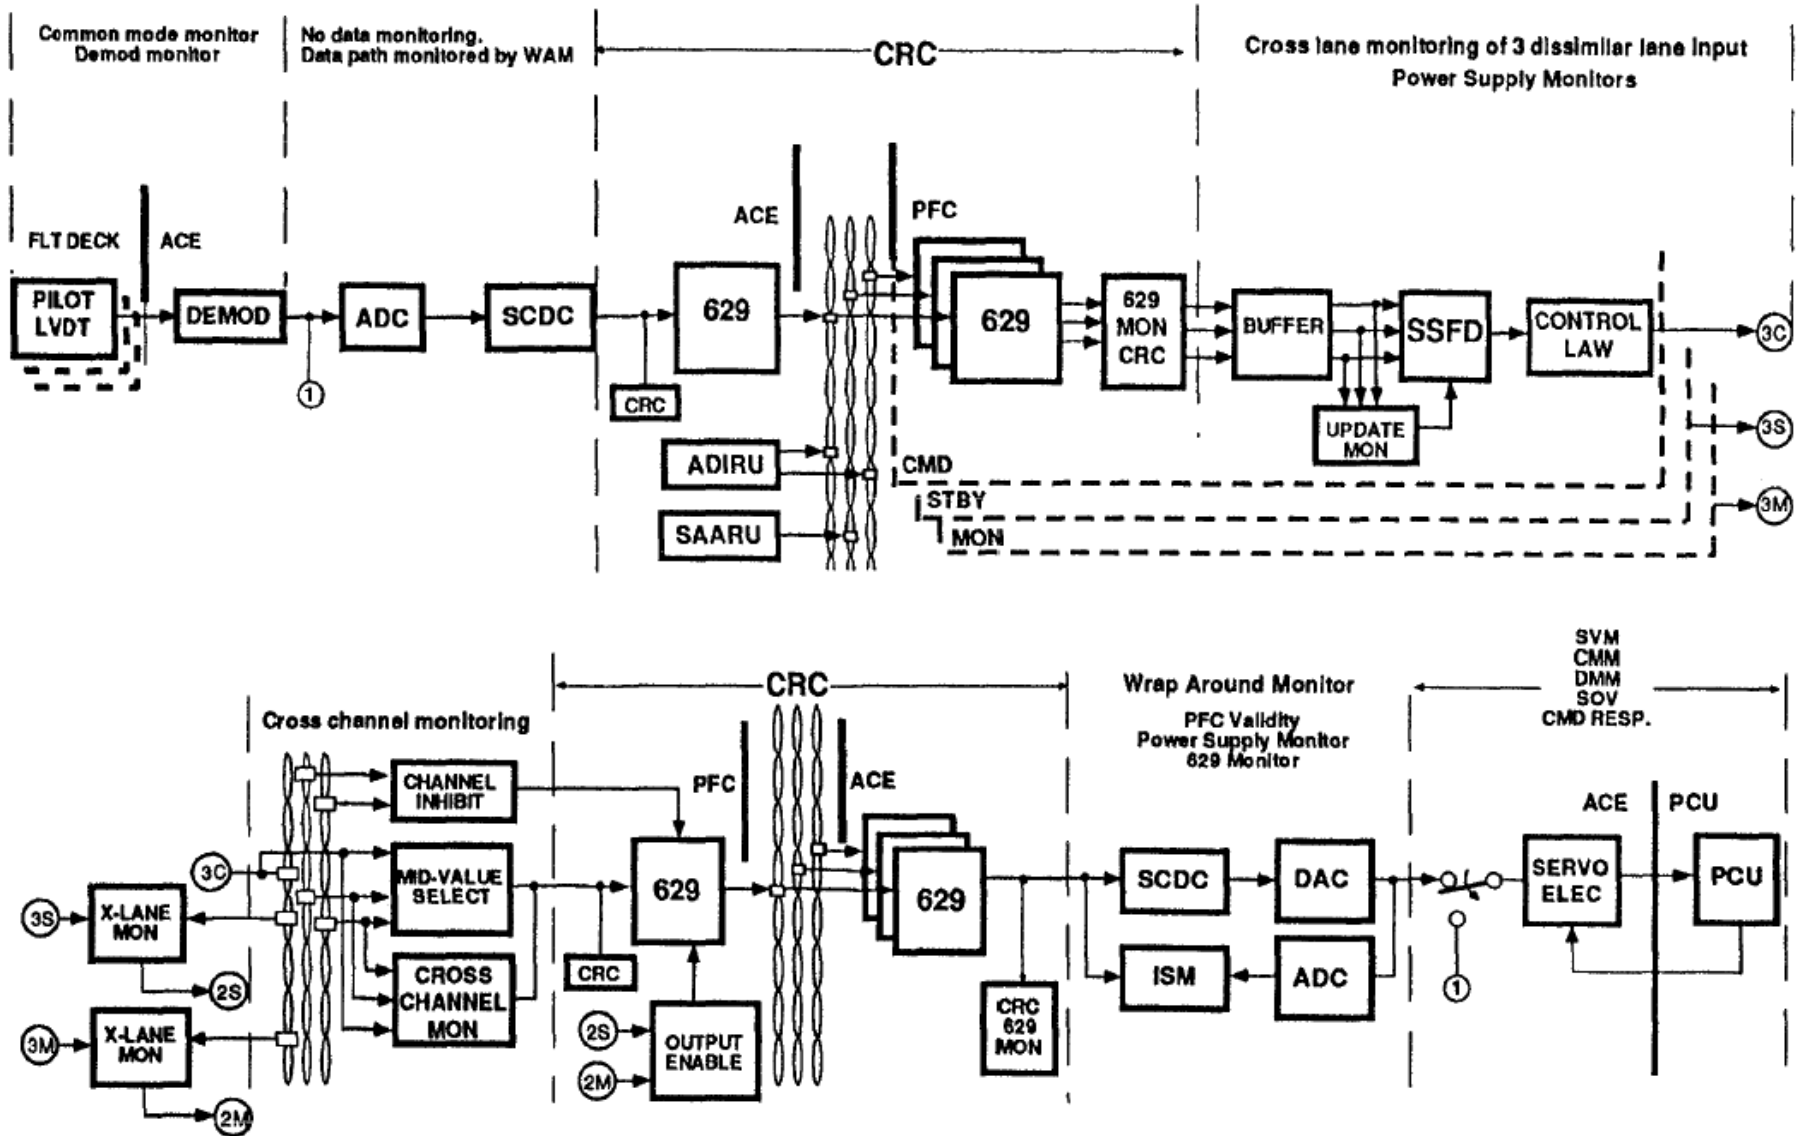 Common mode monitor
Demod monitor
No data monitoring.
Data path monitored by WAM
CRC
Cross lane monitoring of 3 dissimilar lane input
Power Supply Monitors
FLT DECK
ACE
ACE
PFC
PILOT
LVDT
DEMOD
ADC
SCDC
629
629
629
MON
CRC
BUFFER
SSFD
CONTROL
LAW
3C
1
CRC
UPDATE
MON
3S
ADIRU
CMD
STBY
3M
SAARU
MON
SVM
CMM
DMM
SOV
CMD RESP.
CRC
Wrap Around Monitor
PFC Validity
Power Supply Monitor
629 Monitor
Cross channel monitoring
CHANNEL
INHIBIT
PFC
ACE
ACE
PCU
3C
MID-VALUE
SELECT
629
629
SCDC
DAC
SERVO
ELEC
PCU
3S
X-LANE
MON
2S
CROSS
CHANNEL
MON
CRC
ISM
ADC
1
CRC
629
MON
3M
X-LANE
MON
2M
2S
2M
OUTPUT
ENABLE